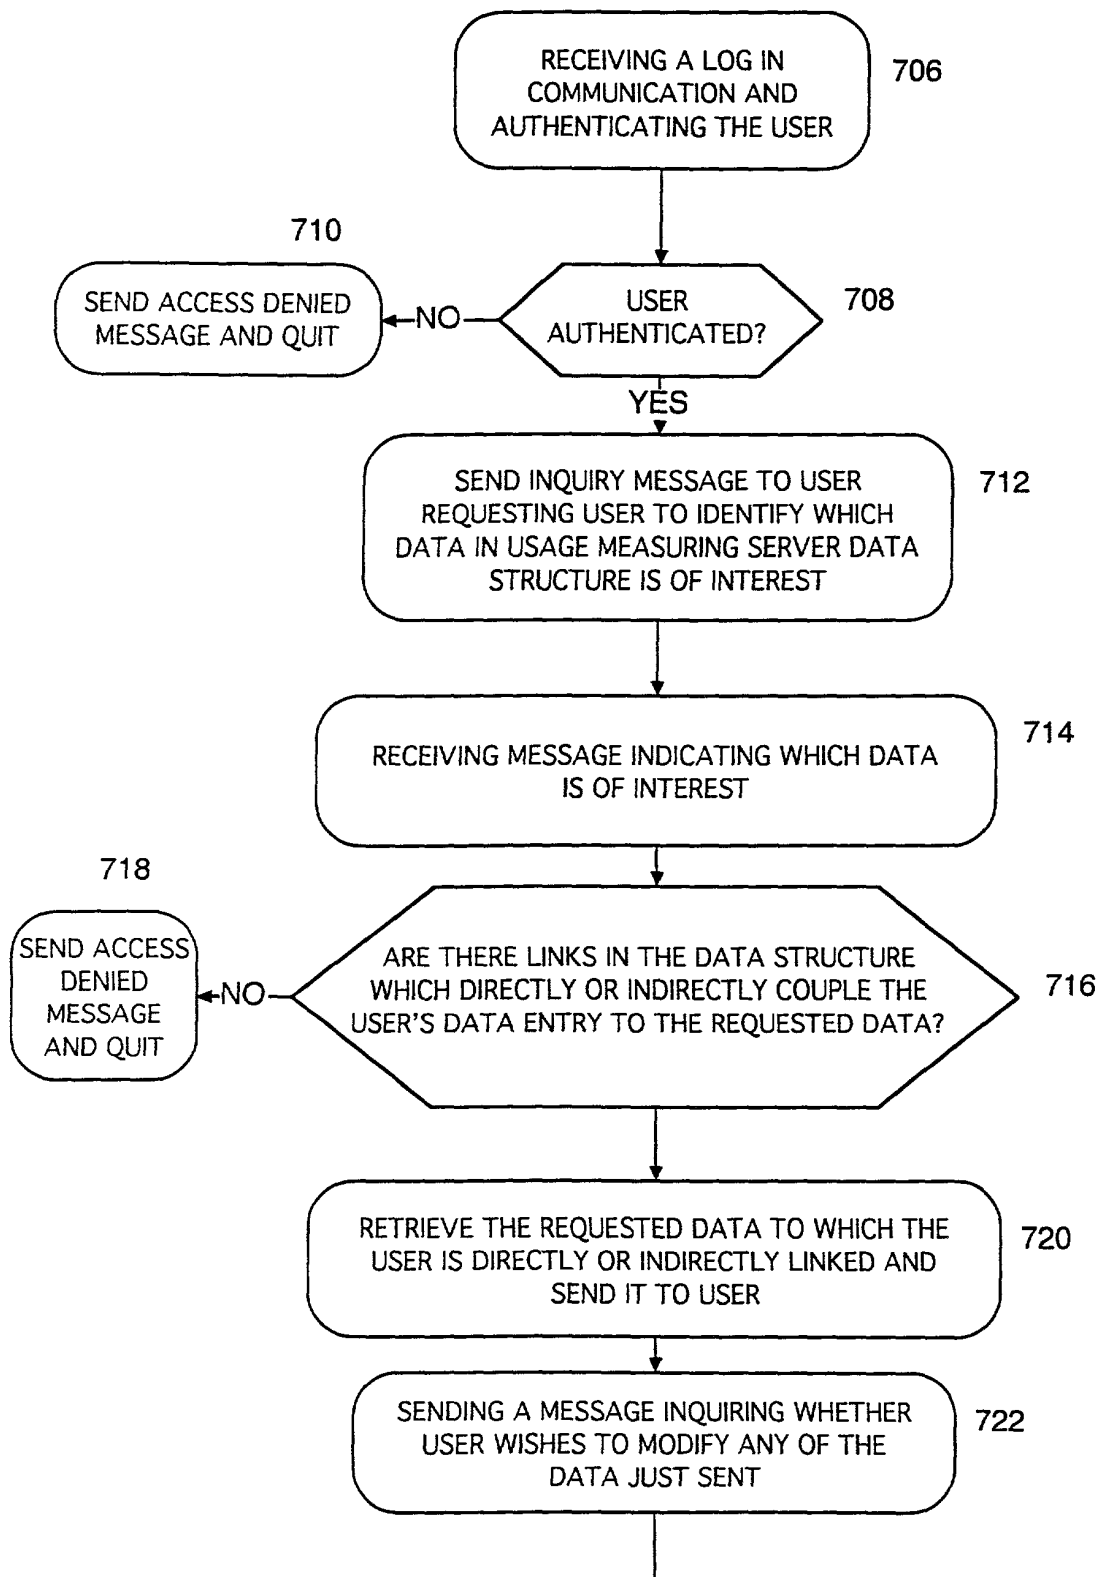 RECEIVING A LOG IN
COMMUNICATION AND
AUTHENTICATING THE USER
706
710
SEND ACCESS DENIED
MESSAGE AND QUIT
NO
USER
AUTHENTICATED?
708
YES
SEND INQUIRY MESSAGE TO USER
REQUESTING USER TO IDENTIFY WHICH
DATA IN USAGE MEASURING SERVER DATA
STRUCTURE IS OF INTEREST
712
RECEIVING MESSAGE INDICATING WHICH DATA
IS OF INTEREST
714
718
SEND ACCESS
DENIED
MESSAGE
AND QUIT
NO
ARE THERE LINKS IN THE DATA STRUCTURE
WHICH DIRECTLY OR INDIRECTLY COUPLE THE
USER'S DATA ENTRY TO THE REQUESTED DATA?
716
RETRIEVE THE REQUESTED DATA TO WHICH THE
USER IS DIRECTLY OR INDIRECTLY LINKED AND
SEND IT TO USER
720
SENDING A MESSAGE INQUIRING WHETHER
USER WISHES TO MODIFY ANY OF THE
DATA JUST SENT
722